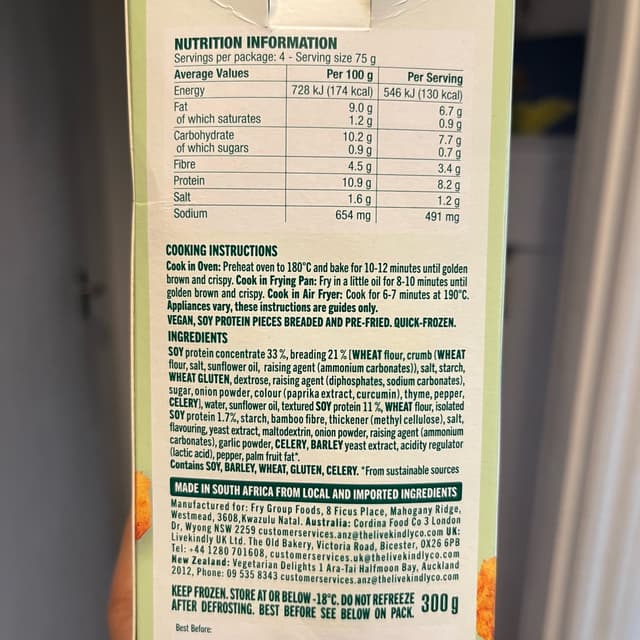 NUTRITION INFORMATION
Servings per package: 4 - Serving size 75 g
Average Values Per 100 g Per Serving
Energy 728 kJ (174 kcal) 546 kJ (130 kcal)
Fat 9.0 g 6.7 g
of which saturates 1.2 g 0.9 g
Carbohydrate 10.2 g 7.7 g
of which sugars 0.9 g 0.7 g
Fibre 4.5 g 3.4 g
Protein 10.9 g 8.2 g
Salt 1.6 g 1.2 g
Sodium 654 mg 491 mg
COOKING INSTRUCTIONS
Cook in Oven: Preheat oven to 180°C and bake for 10-12 minutes until golden
brown and crispy. Cook in Frying Pan: Fry in a little oil for 8-10 minutes until
golden brown and crispy. Cook in Air Fryer: Cook for 6-7 minutes at 190°C.
Appliances vary, these instructions are guides only.
VEGAN, SOY PROTEIN PIECES BREADED AND PRE-FRIED. QUICK-FROZEN.
INGREDIENTS
SOY protein concentrate 33 %, breading 21 % [WHEAT flour, crumb (WHEAT
flour, salt, sunflower oil, raising agent (ammonium carbonates)), salt, starch,
WHEAT GLUTEN, dextrose, raising agent (diphosphates, sodium carbonates),
sugar, onion powder, colour (paprika extract, curcumin), thyme, pepper,
CELERY], water, sunflower oil, textured SOY protein 11 %, WHEAT flour, isolated
SOY protein 1.7%, starch, bamboo fibre, thickener (methyl cellulose), salt,
flavouring, yeast extract, maltodextrin, onion powder, raising agent (ammonium
carbonates), garlic powder, CELERY, BARLEY yeast extract, acidity regulator
(lactic acid), pepper, palm fruit fat*.
Contains SOY, BARLEY, WHEAT, GLUTEN, CELERY. *From sustainable sources
MADE IN SOUTH AFRICA FROM LOCAL AND IMPORTED INGREDIENTS
Manufactured for: Fry Group Foods, 8 Ficus Place, Mahogany Ridge,
Westmead, 3608, Kwazulu Natal. Australia: Cordina Food Co 3 London
Dr, Wyong NSW 2259 customerservices.anz@thelivekindlyco.com UK:
Livekindly UK Ltd. The Old Bakery, Victoria Road, Bicester, OX26 6PB
Tel: +44 1280 701608, customerservices.uk@thelivekindlyco.com
New Zealand: Vegetarian Delights 1 Ara-Tai Halfmoon Bay, Auckland
2012, Phone: 09 535 8343 customerservices.anz@thelivekindlyco.com
KEEP FROZEN. STORE AT OR BELOW -18°C. DO NOT REFREEZE
AFTER DEFROSTING. BEST BEFORE SEE BELOW ON PACK. 300 g
Best Before: